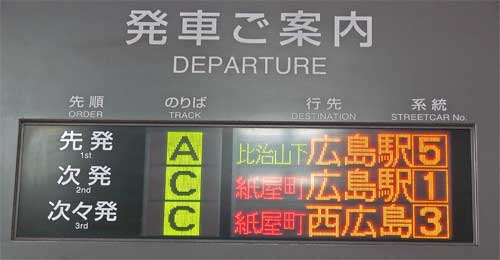 発車ご案内
DEPARTURE
先順 のりば 行先 系統
ORDER TRACK DESTINATION STREETCAR No.
先発 A 比治山下 広島駅 5
1st
次発 C 紙屋町 広島駅 1
2nd
次々発 C 紙屋町 西広島 3
3rd